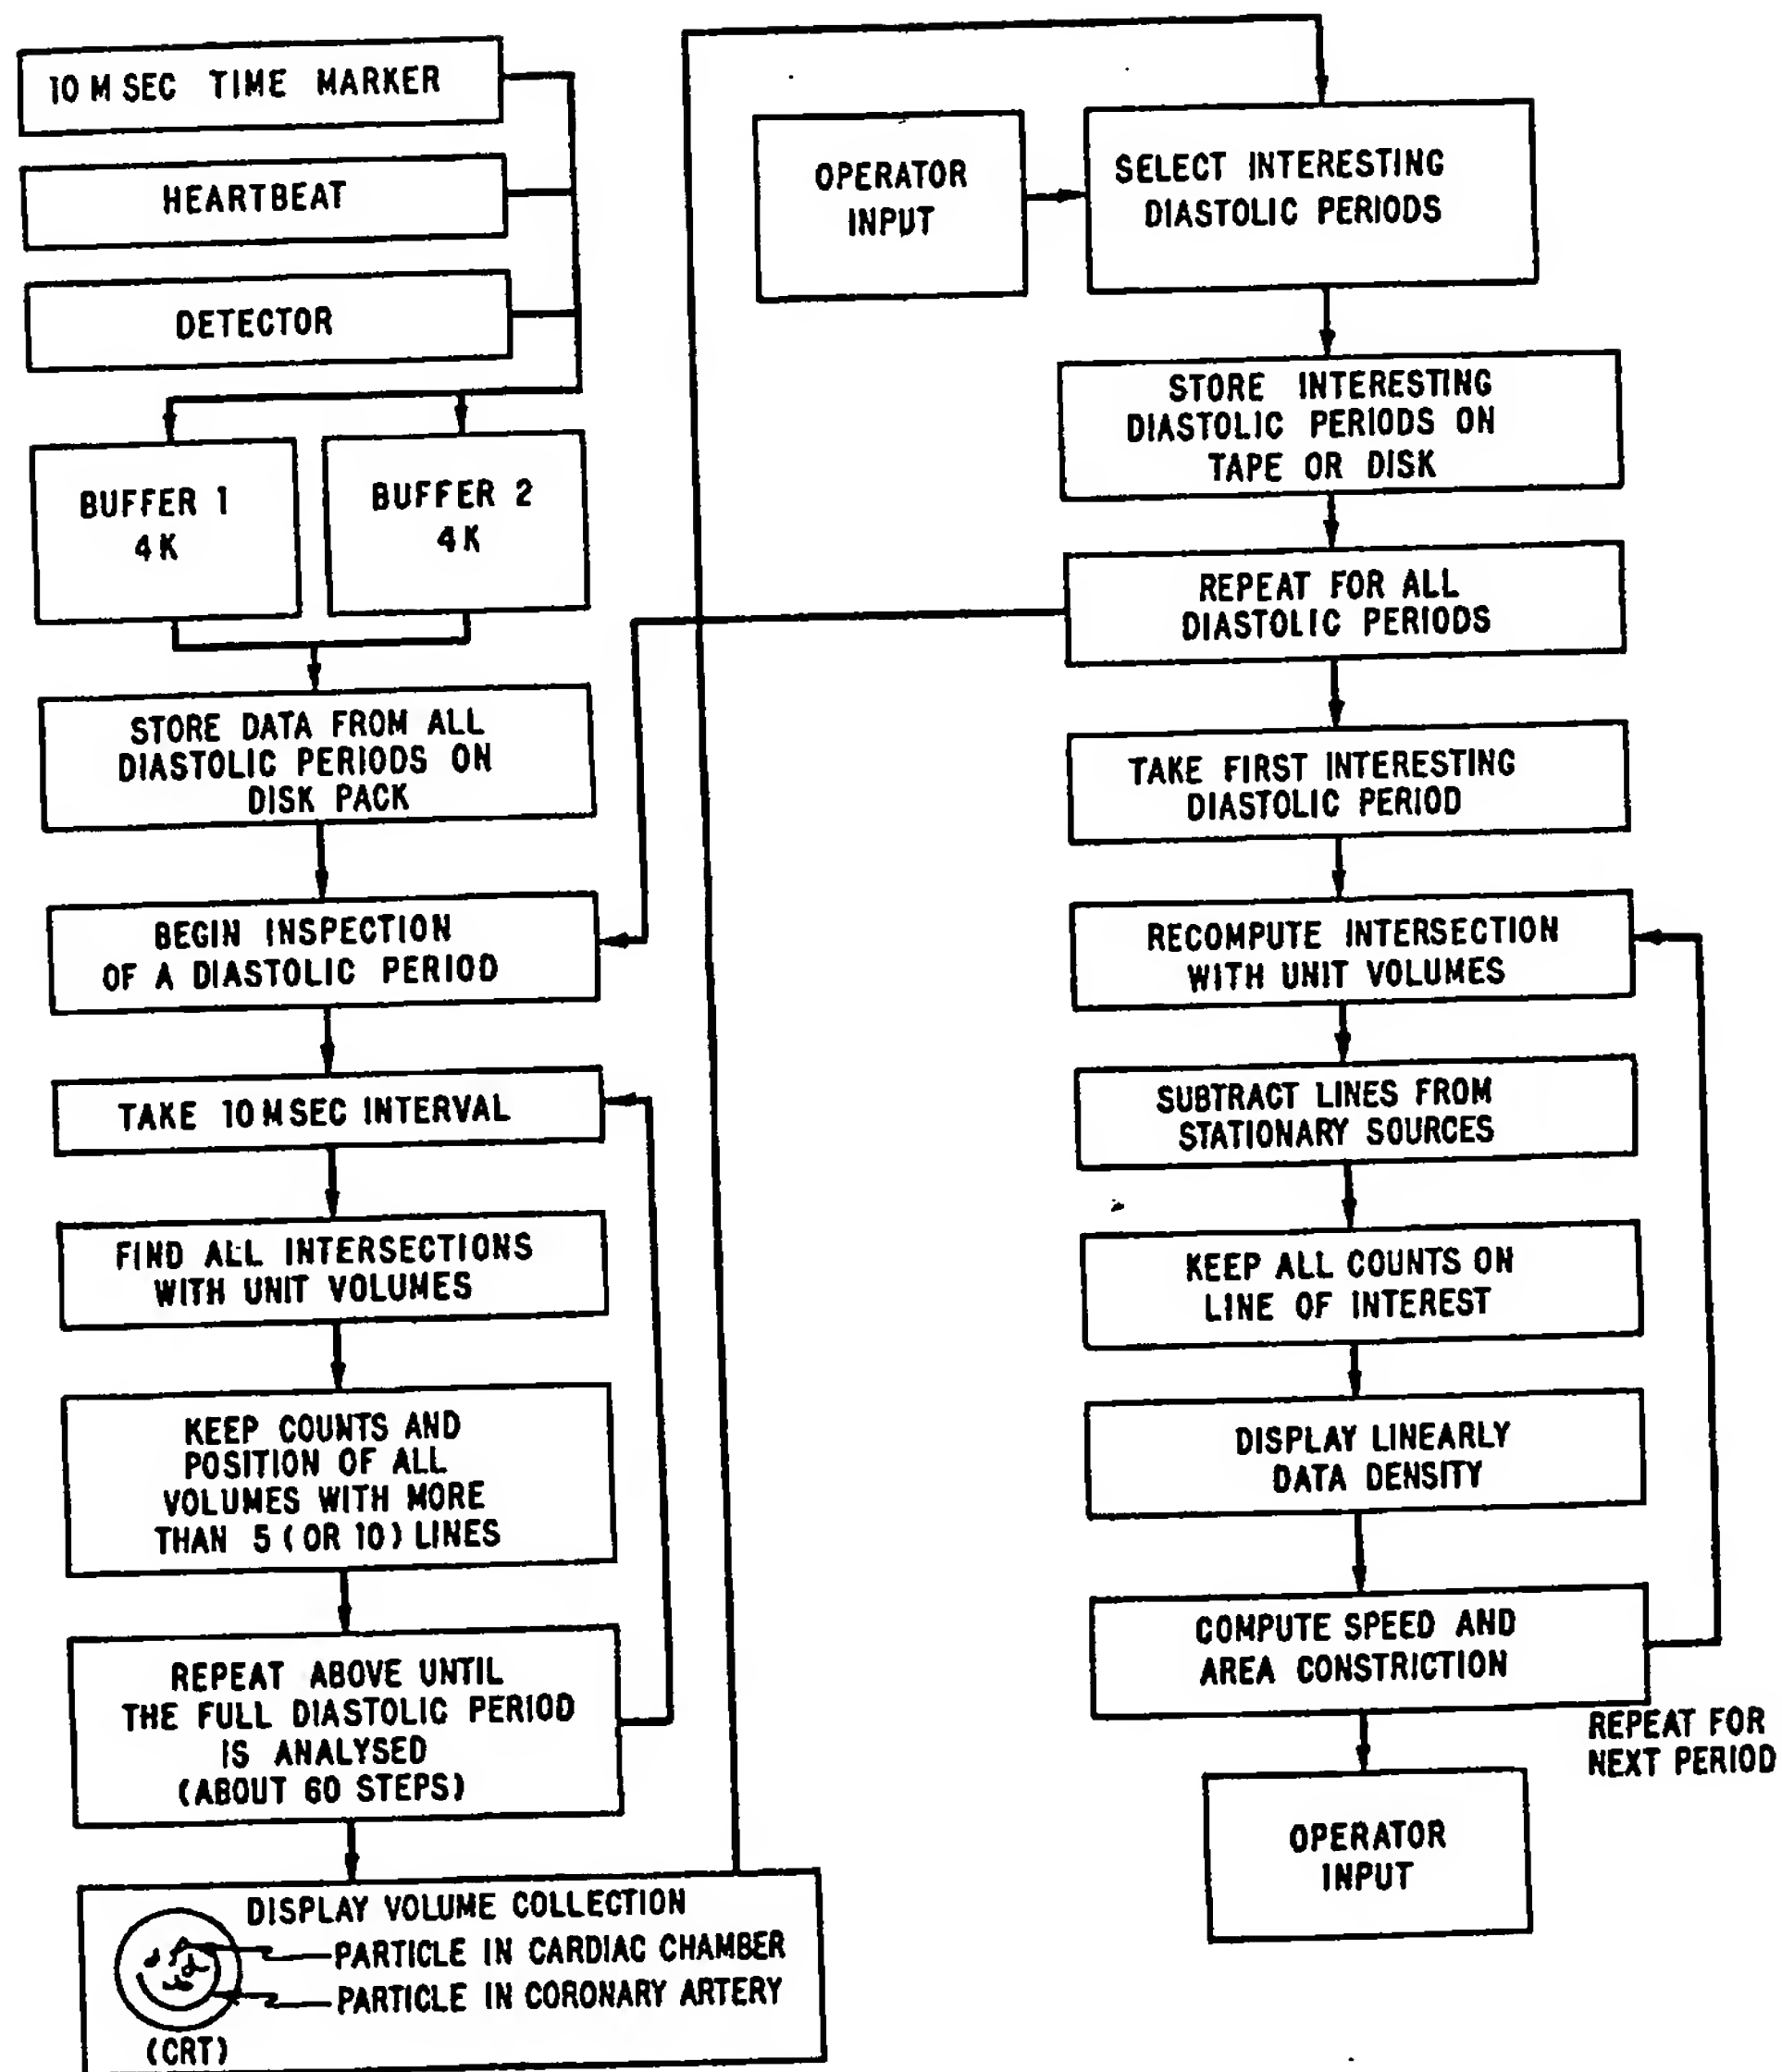 10 M SEC TIME MARKER
HEARTBEAT
DETECTOR
BUFFER 1
4K
BUFFER 2
4K
STORE DATA FROM ALL
DIASTOLIC PERIODS ON
DISK PACK
BEGIN INSPECTION
OF A DIASTOLIC PERIOD
TAKE 10 MSEC INTERVAL
FIND ALL INTERSECTIONS
WITH UNIT VOLUMES
KEEP COUNTS AND
POSITION OF ALL
VOLUMES WITH MORE
THAN 5 (OR 10) LINES
REPEAT ABOVE UNTIL
THE FULL DIASTOLIC PERIOD
IS ANALYSED
(ABOUT 60 STEPS)
DISPLAY VOLUME COLLECTION
PARTICLE IN CARDIAC CHAMBER
PARTICLE IN CORONARY ARTERY
(CRT)
OPERATOR
INPUT
SELECT INTERESTING
DIASTOLIC PERIODS
STORE INTERESTING
DIASTOLIC PERIODS ON
TAPE OR DISK
REPEAT FOR ALL
DIASTOLIC PERIODS
TAKE FIRST INTERESTING
DIASTOLIC PERIOD
RECOMPUTE INTERSECTION
WITH UNIT VOLUMES
SUBTRACT LINES FROM
STATIONARY SOURCES
KEEP ALL COUNTS ON
LINE OF INTEREST
DISPLAY LINEARLY
DATA DENSITY
COMPUTE SPEED AND
AREA CONSTRICTION
REPEAT FOR
NEXT PERIOD
OPERATOR
INPUT